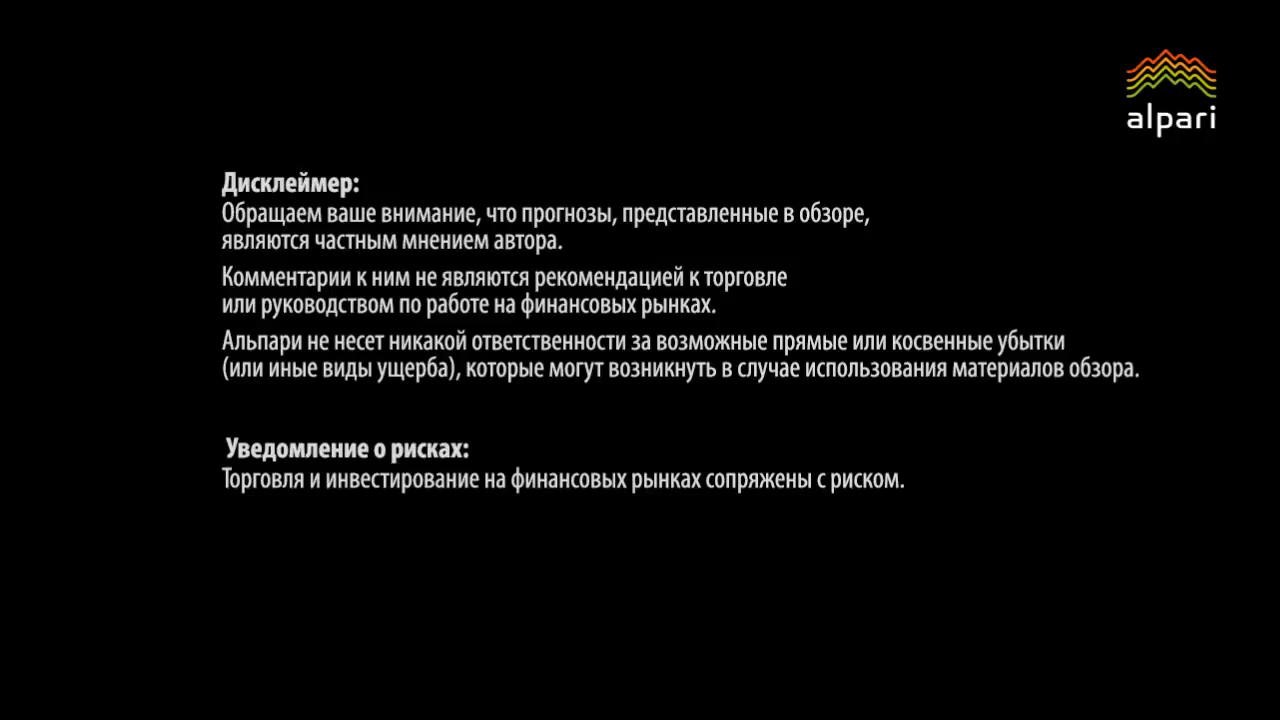 alpari
Дисклеймер:
Обращаем ваше внимание, что прогнозы, представленные в обзоре,
являются частным мнением автора.
Комментарии к ним не являются рекомендацией к торговле
или руководством по работе на финансовых рынках.
Альпари не несет никакой ответственности за возможные прямые или косвенные убытки
(или иные виды ущерба), которые могут возникнуть в случае использования материалов обзора.
Уведомление о рисках:
Торговля и инвестирование на финансовых рынках сопряжены с риском.